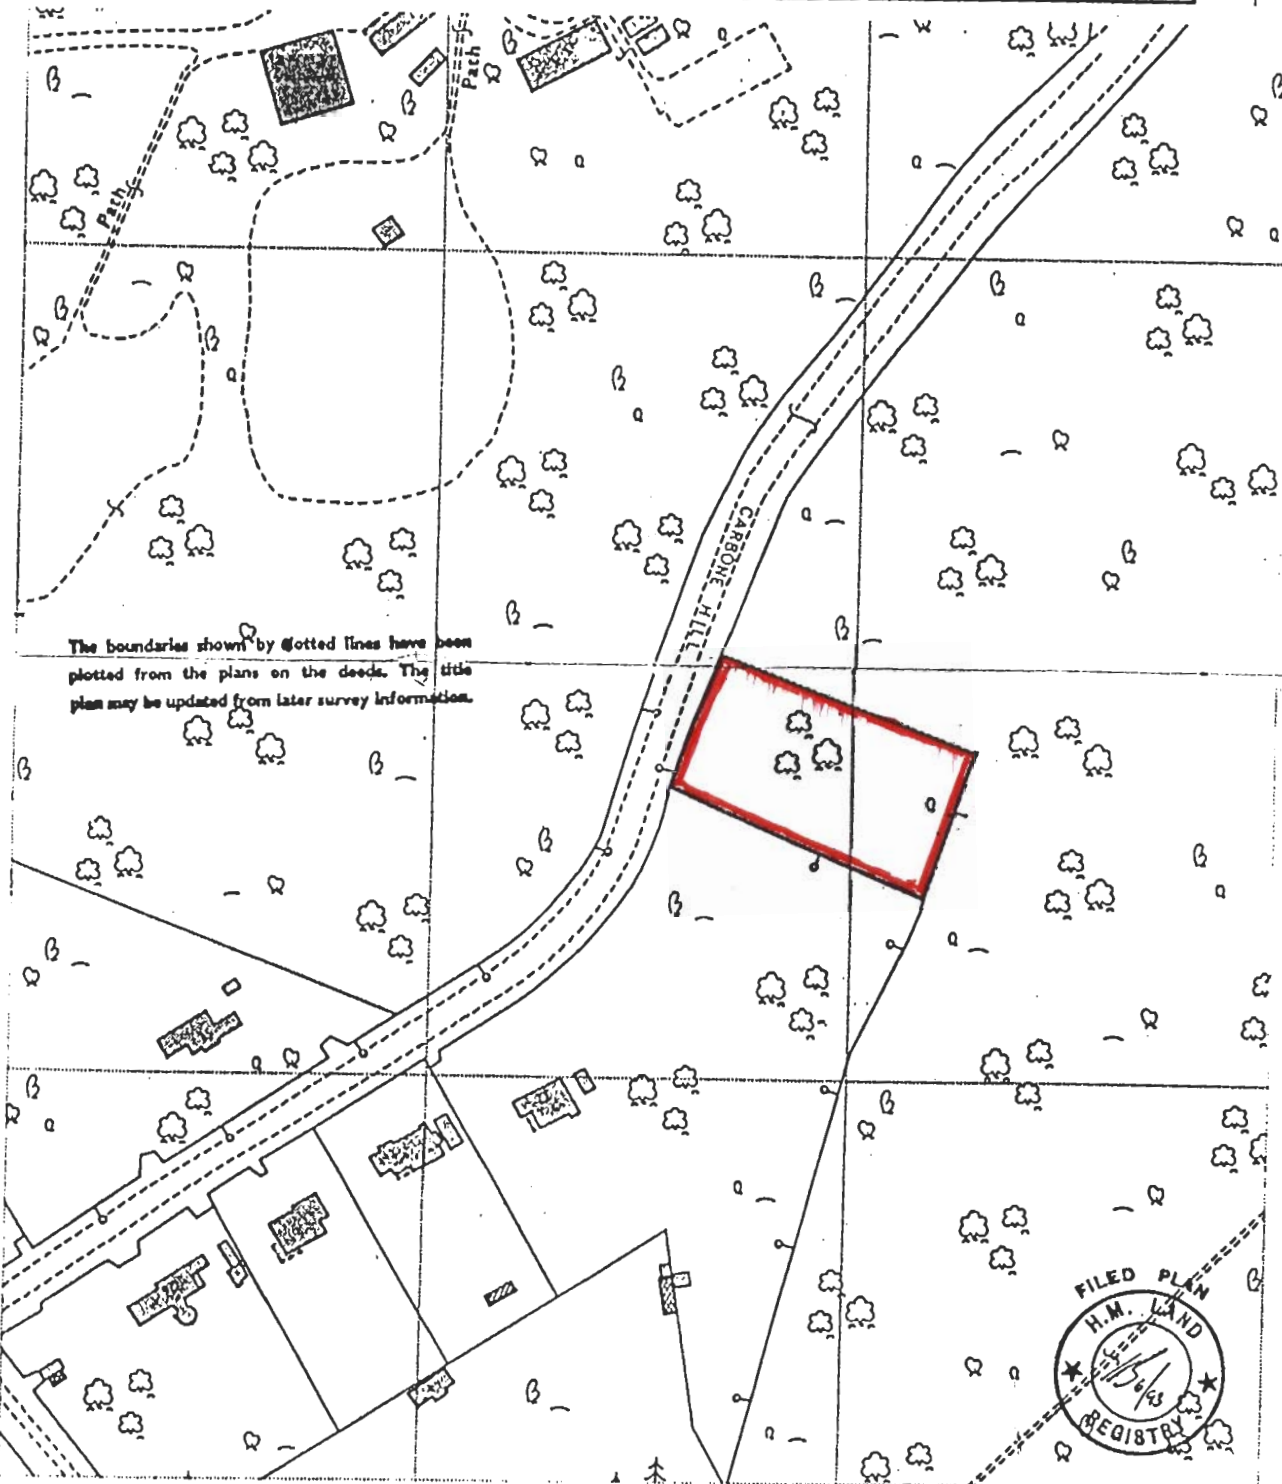 Path
Path
CARBONE HILL
The boundaries shown by dotted lines have been
plotted from the plans on the deeds. The title
plan may be updated from later survey information.
FILED PLAN
H.M. LAND
REGISTRY